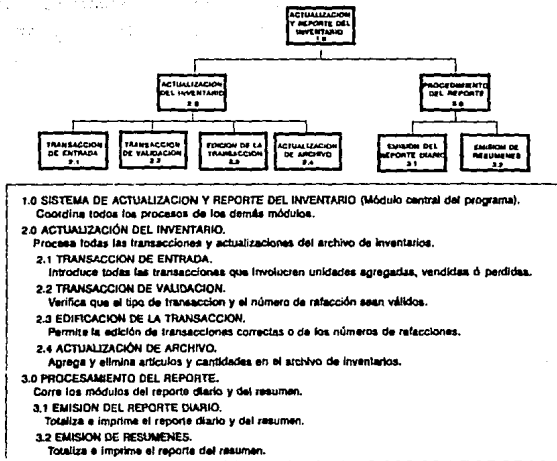 ACTUALIZACION
Y REPORTE DEL
INVENTARIO
1.0
ACTUALIZACION
DEL INVENTARIO
2.0
PROCEDIMIENTO
DEL REPORTE
3.0
TRANSACCION
DE ENTRADA
2.1
TRANSACCION
DE VALIDACION
2.2
EDICION DE LA
TRANSACCION
2.3
ACTUALIZACION
DE ARCHIVO
2.4
EMISION DEL
REPORTE DIARIO
3.1
EMISION DE
RESUMENES
3.2
1.0 SISTEMA DE ACTUALIZACION Y REPORTE DEL INVENTARIO (Módulo central del programa).
Coordina todos los procesos de los demás módulos.
2.0 ACTUALIZACIÓN DEL INVENTARIO.
Procesa todas las transacciones y actualizaciones del archivo de inventarios.
2.1 TRANSACCION DE ENTRADA.
Introduce todas las transacciones que involucren unidades agregadas, vendidas ó perdidas.
2.2 TRANSACCION DE VALIDACION.
Verifica que el tipo de transaccion y el número de rafacción sean válidos.
2.3 EDIFICACION DE LA TRANSACCION.
Permite la edición de transacciones correctas o de los números de refacciones.
2.4 ACTUALIZACIÓN DE ARCHIVO.
Agrega y elimina artículos y cantidades en el archivo de inventarios.
3.0 PROCESAMIENTO DEL REPORTE.
Corre los módulos del reporte diario y del resumen.
3.1 EMISION DEL REPORTE DIARIO.
Totaliza e imprime el reporte diario y del resumen.
3.2 EMISION DE RESUMENES.
Totaliza e imprime el reporte del resumen.